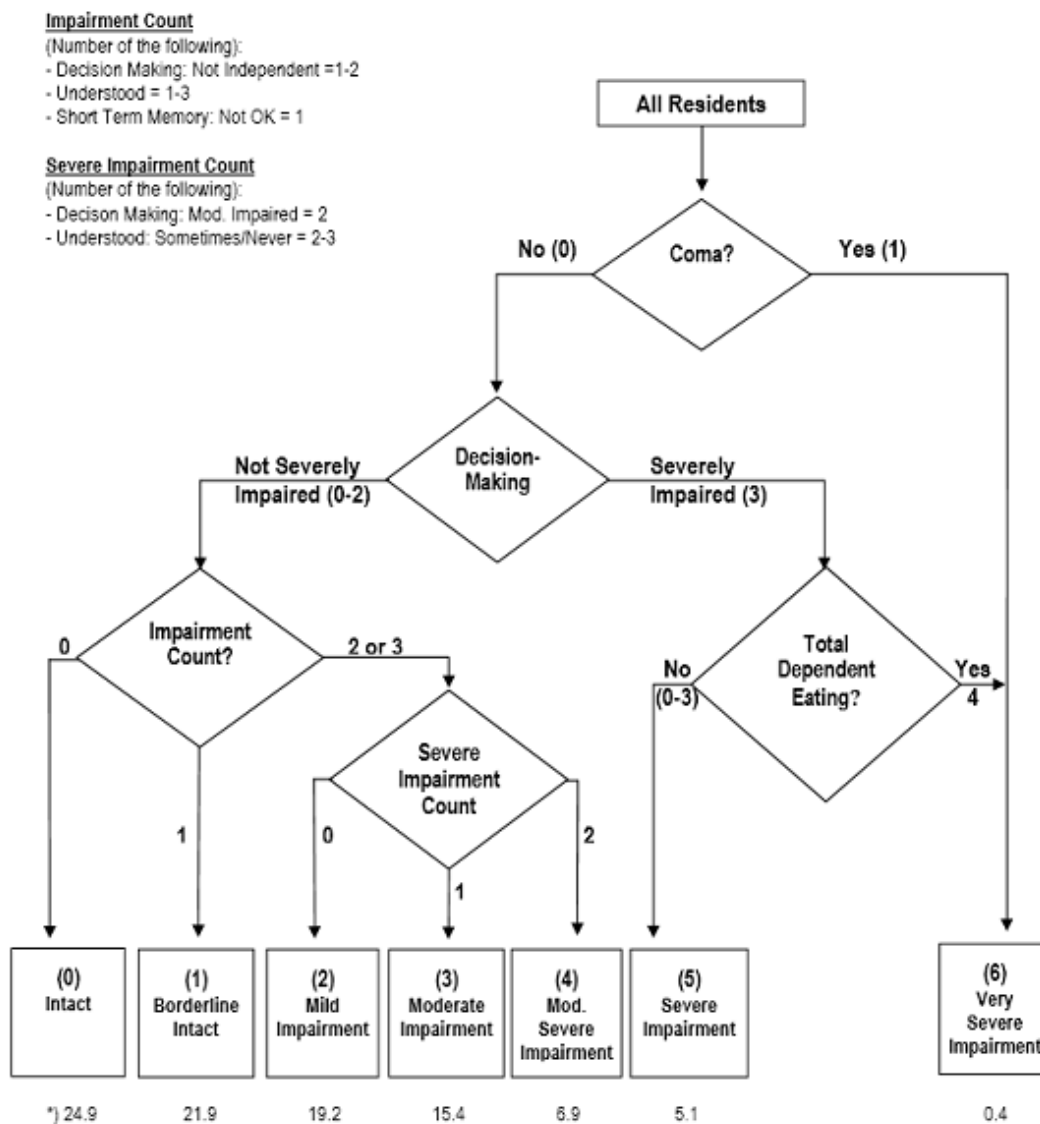 Impairment Count
(Number of the following):
- Decision Making: Not Independent =1-2
- Understood = 1-3
- Short Term Memory: Not OK = 1
Severe Impairment Count
(Number of the following):
- Decison Making: Mod. Impaired = 2
- Understood: Sometimes/Never = 2-3
All Residents
Coma?
No (0)
Yes (1)
Decision-
Making
Not Severely
Impaired (0-2)
Severely
Impaired (3)
Impairment
Count?
0
1
2 or 3
Severe
Impairment
Count
0
1
2
Total
Dependent
Eating?
No
(0-3)
Yes
4
(0)
Intact
(1)
Borderline
Intact
(2)
Mild
Impairment
(3)
Moderate
Impairment
(4)
Mod.
Severe
Impairment
(5)
Severe
Impairment
(6)
Very
Severe
Impairment
*) 24.9
21.9
19.2
15.4
6.9
5.1
0.4